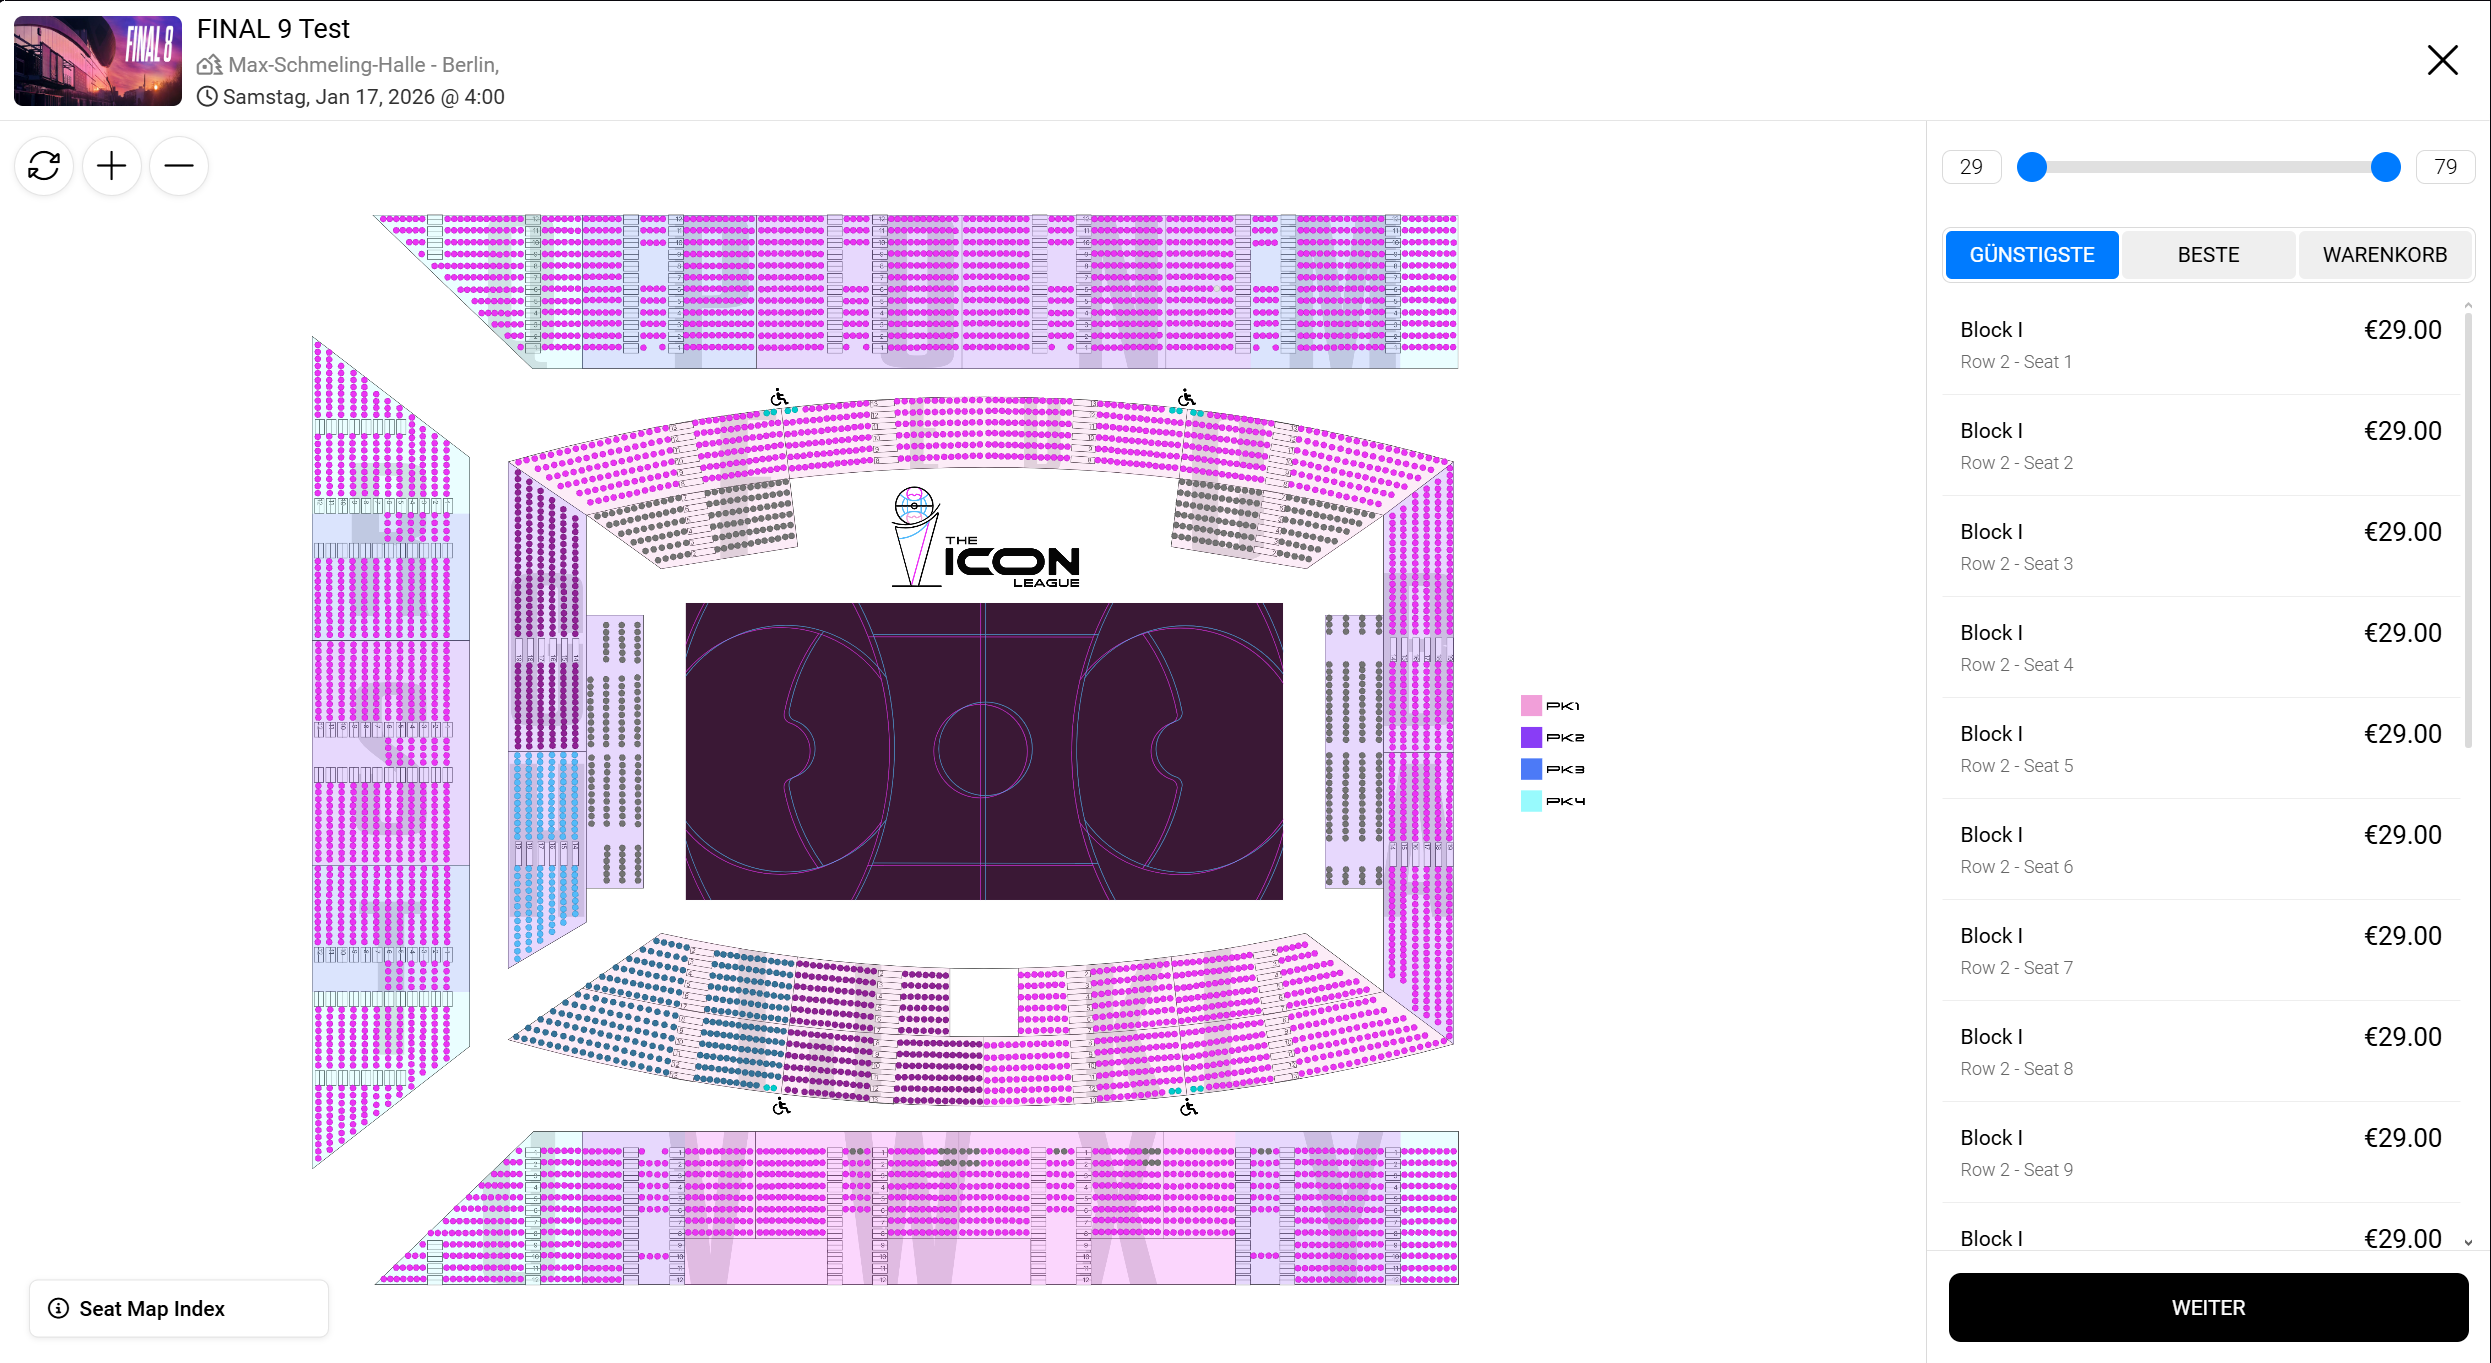 FINAL 8
FINAL 9 Test
Max-Schmeling-Halle - Berlin,
Samstag, Jan 17, 2026 @ 4:00
29
79
GÜNSTIGSTE
BESTE
WARENKORB
Block I
€29.00
Row 2 - Seat 1
Block I
€29.00
Row 2 - Seat 2
Block I
€29.00
Row 2 - Seat 3
Block I
€29.00
Row 2 - Seat 4
Block I
€29.00
Row 2 - Seat 5
Block I
€29.00
Row 2 - Seat 6
Block I
€29.00
Row 2 - Seat 7
Block I
€29.00
Row 2 - Seat 8
Block I
€29.00
Row 2 - Seat 9
Block I
€29.00
THE
ICON
LEAGUE
PK1
PK2
PK3
PK4
Seat Map Index
WEITER